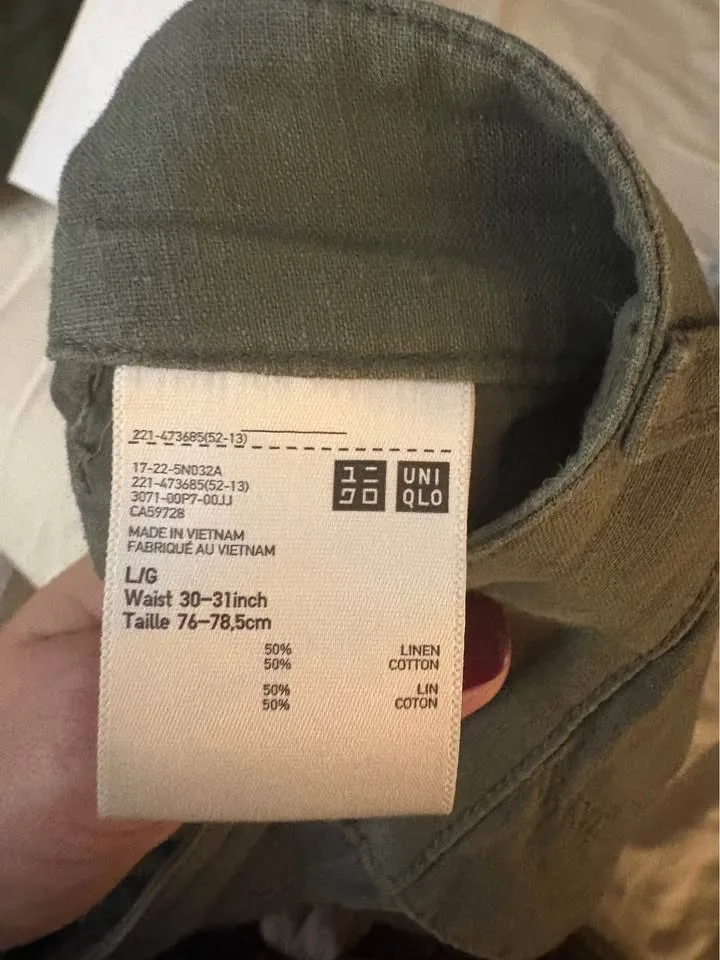 221-473685(52-13)
17-22-5N032A
221-473685(52-13)
3071-00P7-00JJ
CA59728
ユニ
クロ
UNI
QLO
MADE IN VIETNAM
FABRIQUÉ AU VIETNAM
L/G
Waist 30–31inch
Taille 76–78,5cm
50% LINEN
50% COTTON
50% LIN
50% COTON